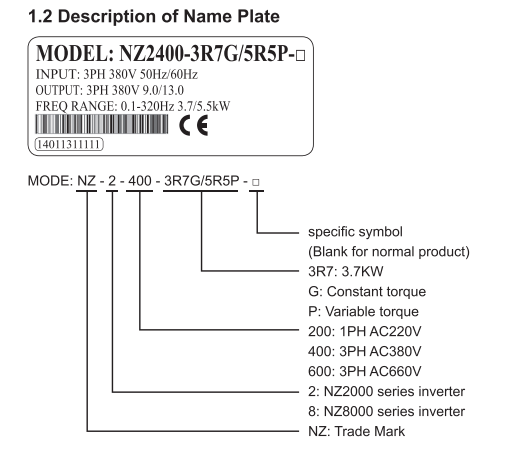 1.2 Description of Name Plate
MODEL: NZ2400-3R7G/5R5P-□
INPUT: 3PH 380V 50Hz/60Hz
OUTPUT: 3PH 380V 9.0/13.0
FREQ RANGE: 0.1-320Hz 3.7/5.5kW
CE
14011311111
MODE: NZ - 2 - 400 - 3R7G/5R5P - □
specific symbol
(Blank for normal product)
3R7: 3.7KW
G: Constant torque
P: Variable torque
200: 1PH AC220V
400: 3PH AC380V
600: 3PH AC660V
2: NZ2000 series inverter
8: NZ8000 series inverter
NZ: Trade Mark